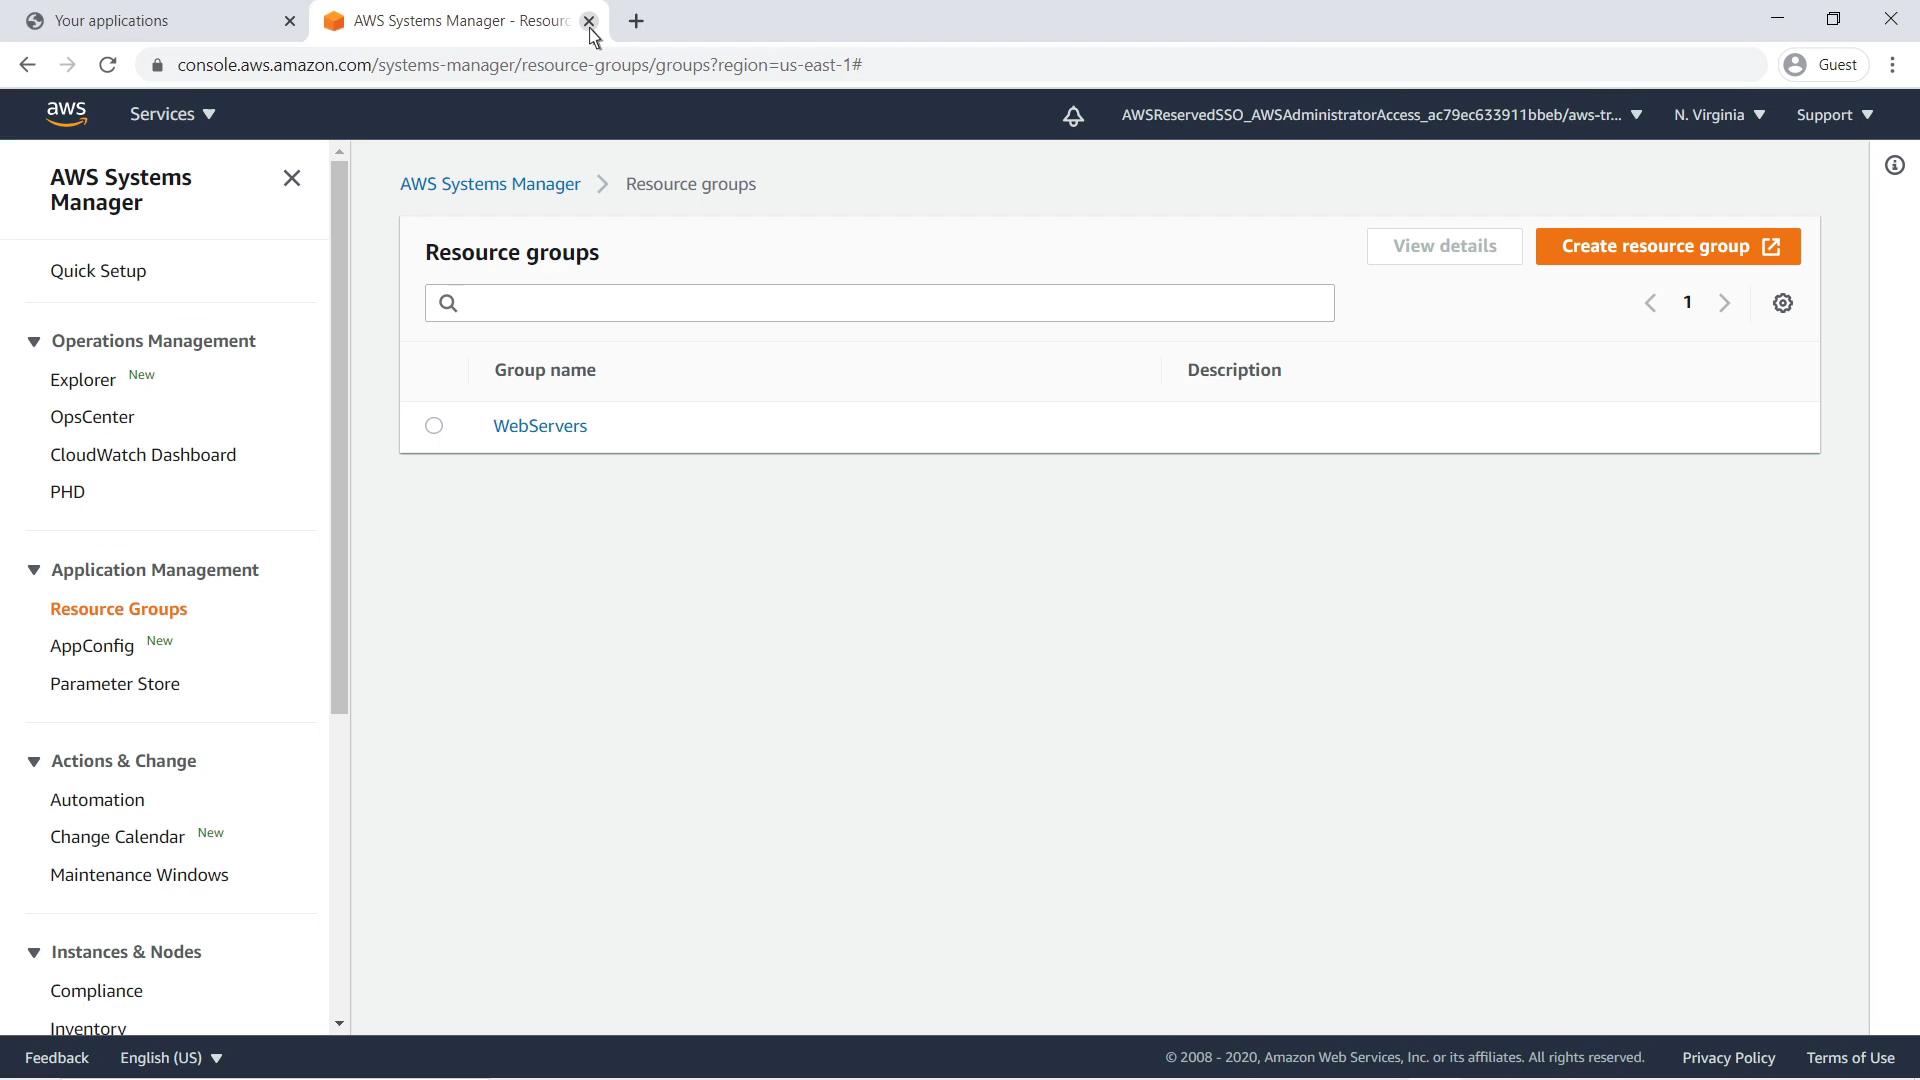 Your applications
AWS Systems Manager - Resourc
console.aws.amazon.com/systems-manager/resource-groups/groups?region=us-east-1#
Guest
aws
Services
AWSReservedSSO_AWSAdministratorAccess_ac79ec633911bbeb/aws-tr...
N. Virginia
Support
AWS Systems
Manager
Quick Setup
Operations Management
Explorer New
OpsCenter
CloudWatch Dashboard
PHD
Application Management
Resource Groups
AppConfig New
Parameter Store
Actions & Change
Automation
Change Calendar New
Maintenance Windows
Instances & Nodes
Compliance
Inventory
AWS Systems Manager > Resource groups
Resource groups
View details
Create resource group
1
Group name
Description
WebServers
Feedback
English (US)
© 2008 - 2020, Amazon Web Services, Inc. or its affiliates. All rights reserved.
Privacy Policy
Terms of Use